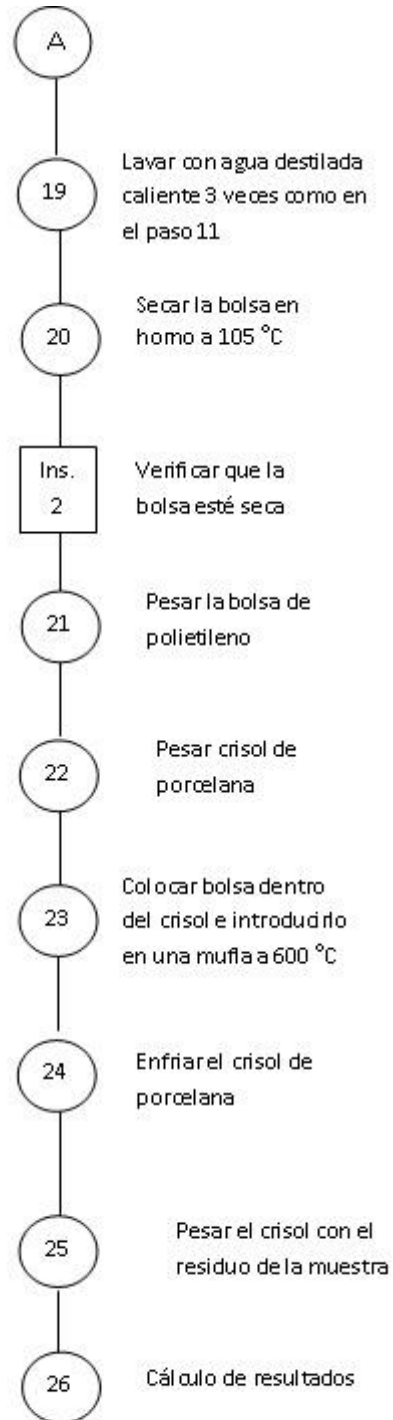 A
19
Lavar con agua destilada
caliente 3 veces como en
el paso 11
20
Secar la bolsa en
horno a 105 °C
Ins.
2
Verificar que la
bolsa esté seca
21
Pesar la bolsa de
polietileno
22
Pesar crisol de
porcelana
23
Colocar bolsa dentro
del crisol e introducirlo
en una mufla a 600 °C
24
Enfriar el crisol de
porcelana
25
Pesar el crisol con el
residuo de la muestra
26
Cálculo de resultados